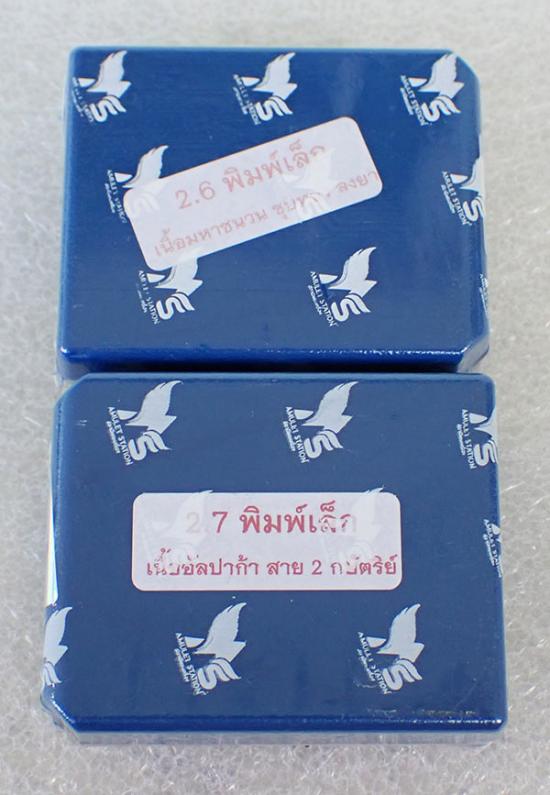 2.6 พิมพ์เล็ก
เนื้อมหาชนวน ลงยา
2.7 พิมพ์เล็ก
เนื้ออัลปาก้า สาย 2 กษัตริย์
AMULET STATION